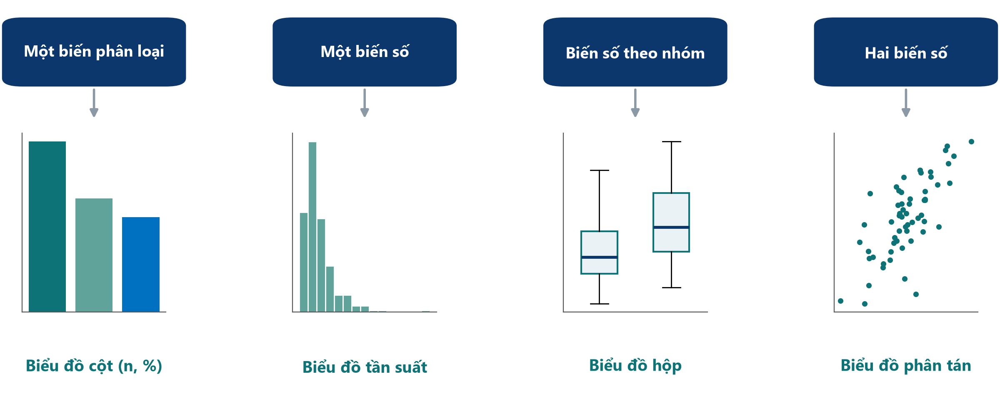 Một biến phân loại
Một biến số
Biến số theo nhóm
Hai biến số
Biểu đồ cột (n, %)
Biểu đồ tần suất
Biểu đồ hộp
Biểu đồ phân tán